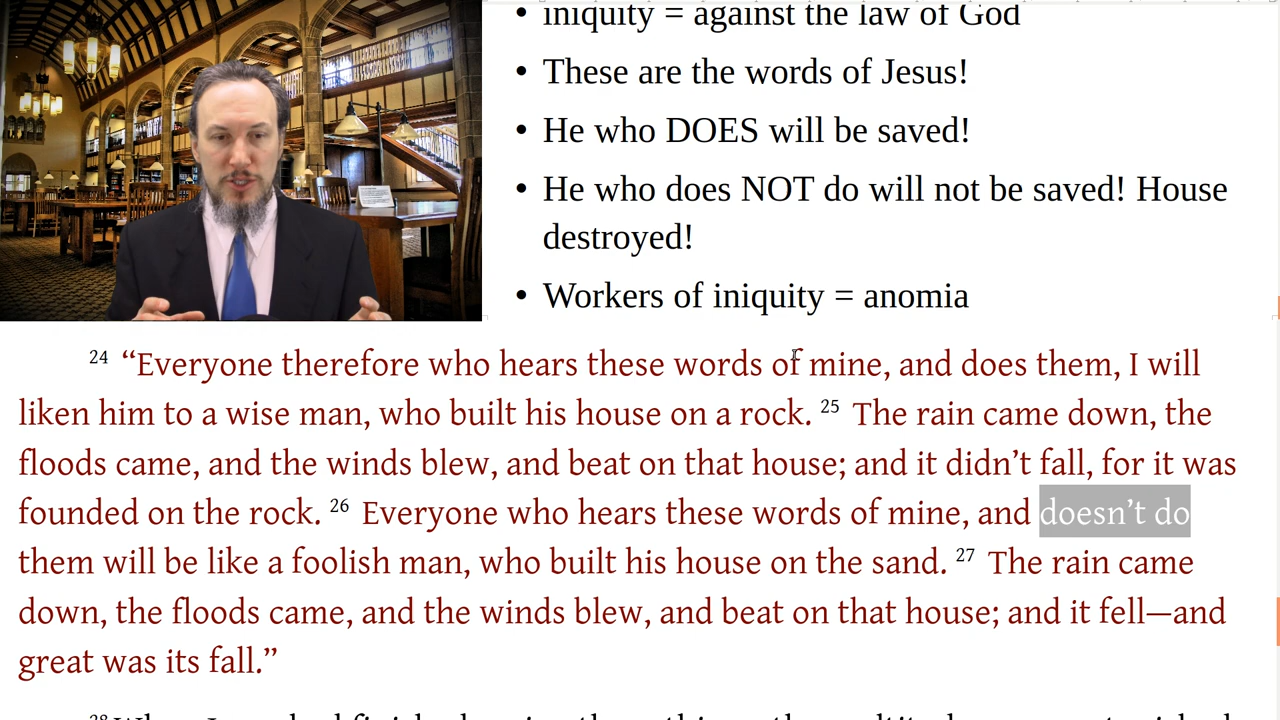 • iniquity = against the law of God
• These are the words of Jesus!
• He who DOES will be saved!
• He who does NOT do will not be saved! House
destroyed!
• Workers of iniquity = anomia
24 “Everyone therefore who hears these words of mine, and does them, I will
liken him to a wise man, who built his house on a rock. 25 The rain came down, the
floods came, and the winds blew, and beat on that house; and it didn’t fall, for it was
founded on the rock. 26 Everyone who hears these words of mine, and doesn’t do
them will be like a foolish man, who built his house on the sand. 27 The rain came
down, the floods came, and the winds blew, and beat on that house; and it fell—and
great was its fall.”